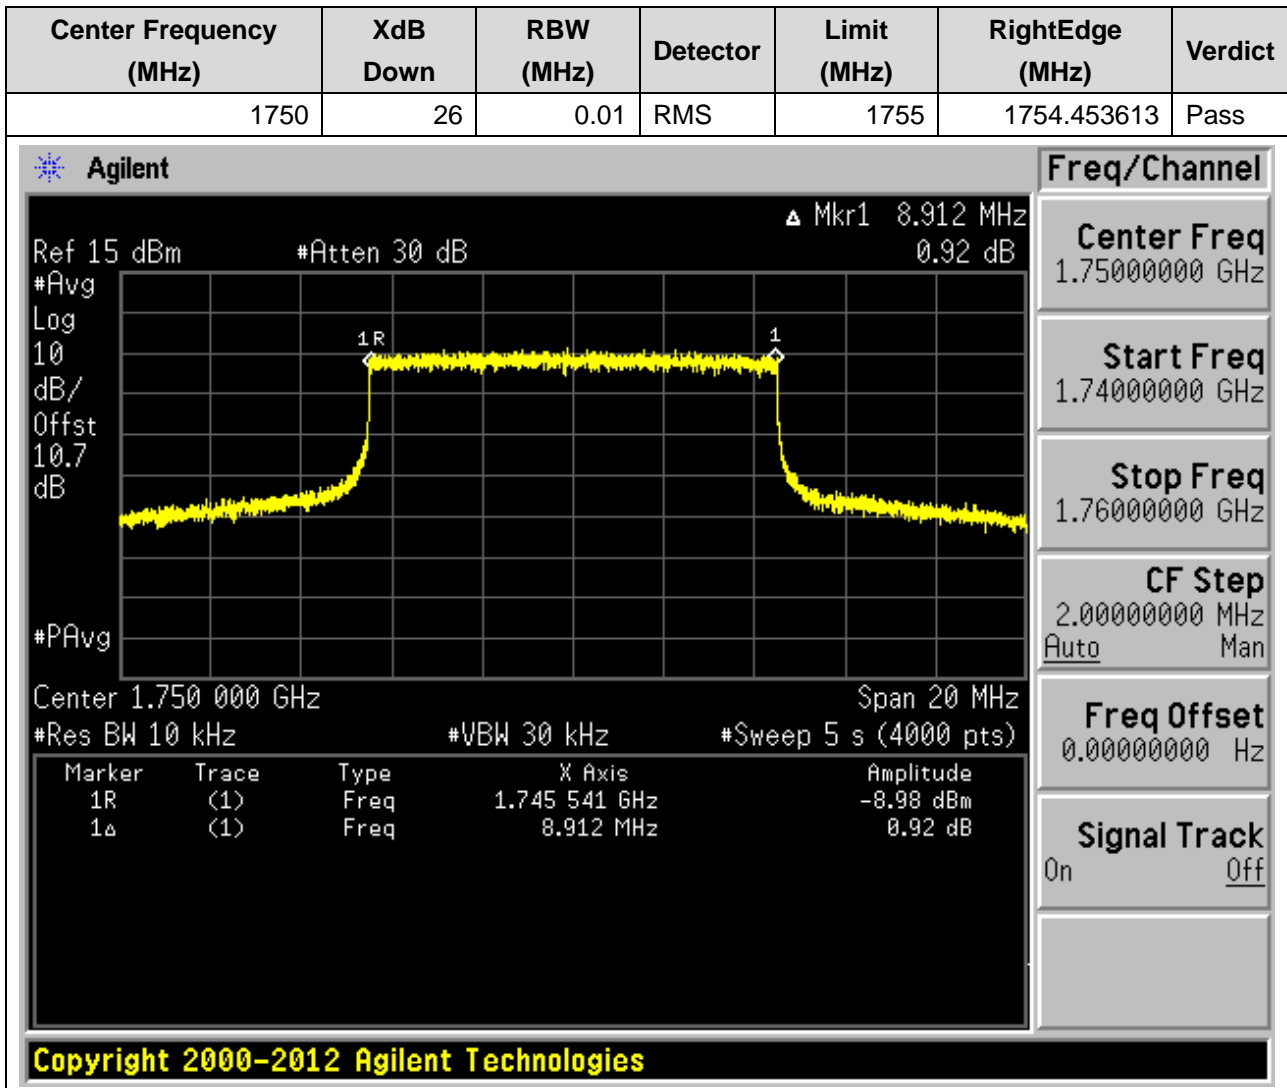 Center Frequency (MHz) XdB Down RBW (MHz) Detector Limit (MHz) RightEdge (MHz) Verdict
1750 26 0.01 RMS 1755 1754.453613 Pass
Agilent
Freq/Channel
Δ Mkr1 8.912 MHz
Ref 15 dBm #Atten 30 dB 0.92 dB
#Avg
Log
10
dB/
Offst
10.7
dB
1R
1
#PAvg
Center 1.750 000 GHz Span 20 MHz
#Res BW 10 kHz #VBW 30 kHz #Sweep 5 s (4000 pts)
Marker Trace Type X Axis Amplitude
1R (1) Freq 1.745 541 GHz -8.98 dBm
1Δ (1) Freq 8.912 MHz 0.92 dB
Center Freq
1.75000000 GHz
Start Freq
1.74000000 GHz
Stop Freq
1.76000000 GHz
CF Step
2.00000000 MHz
Auto Man
Freq Offset
0.00000000 Hz
Signal Track
On Off
Copyright 2000-2012 Agilent Technologies